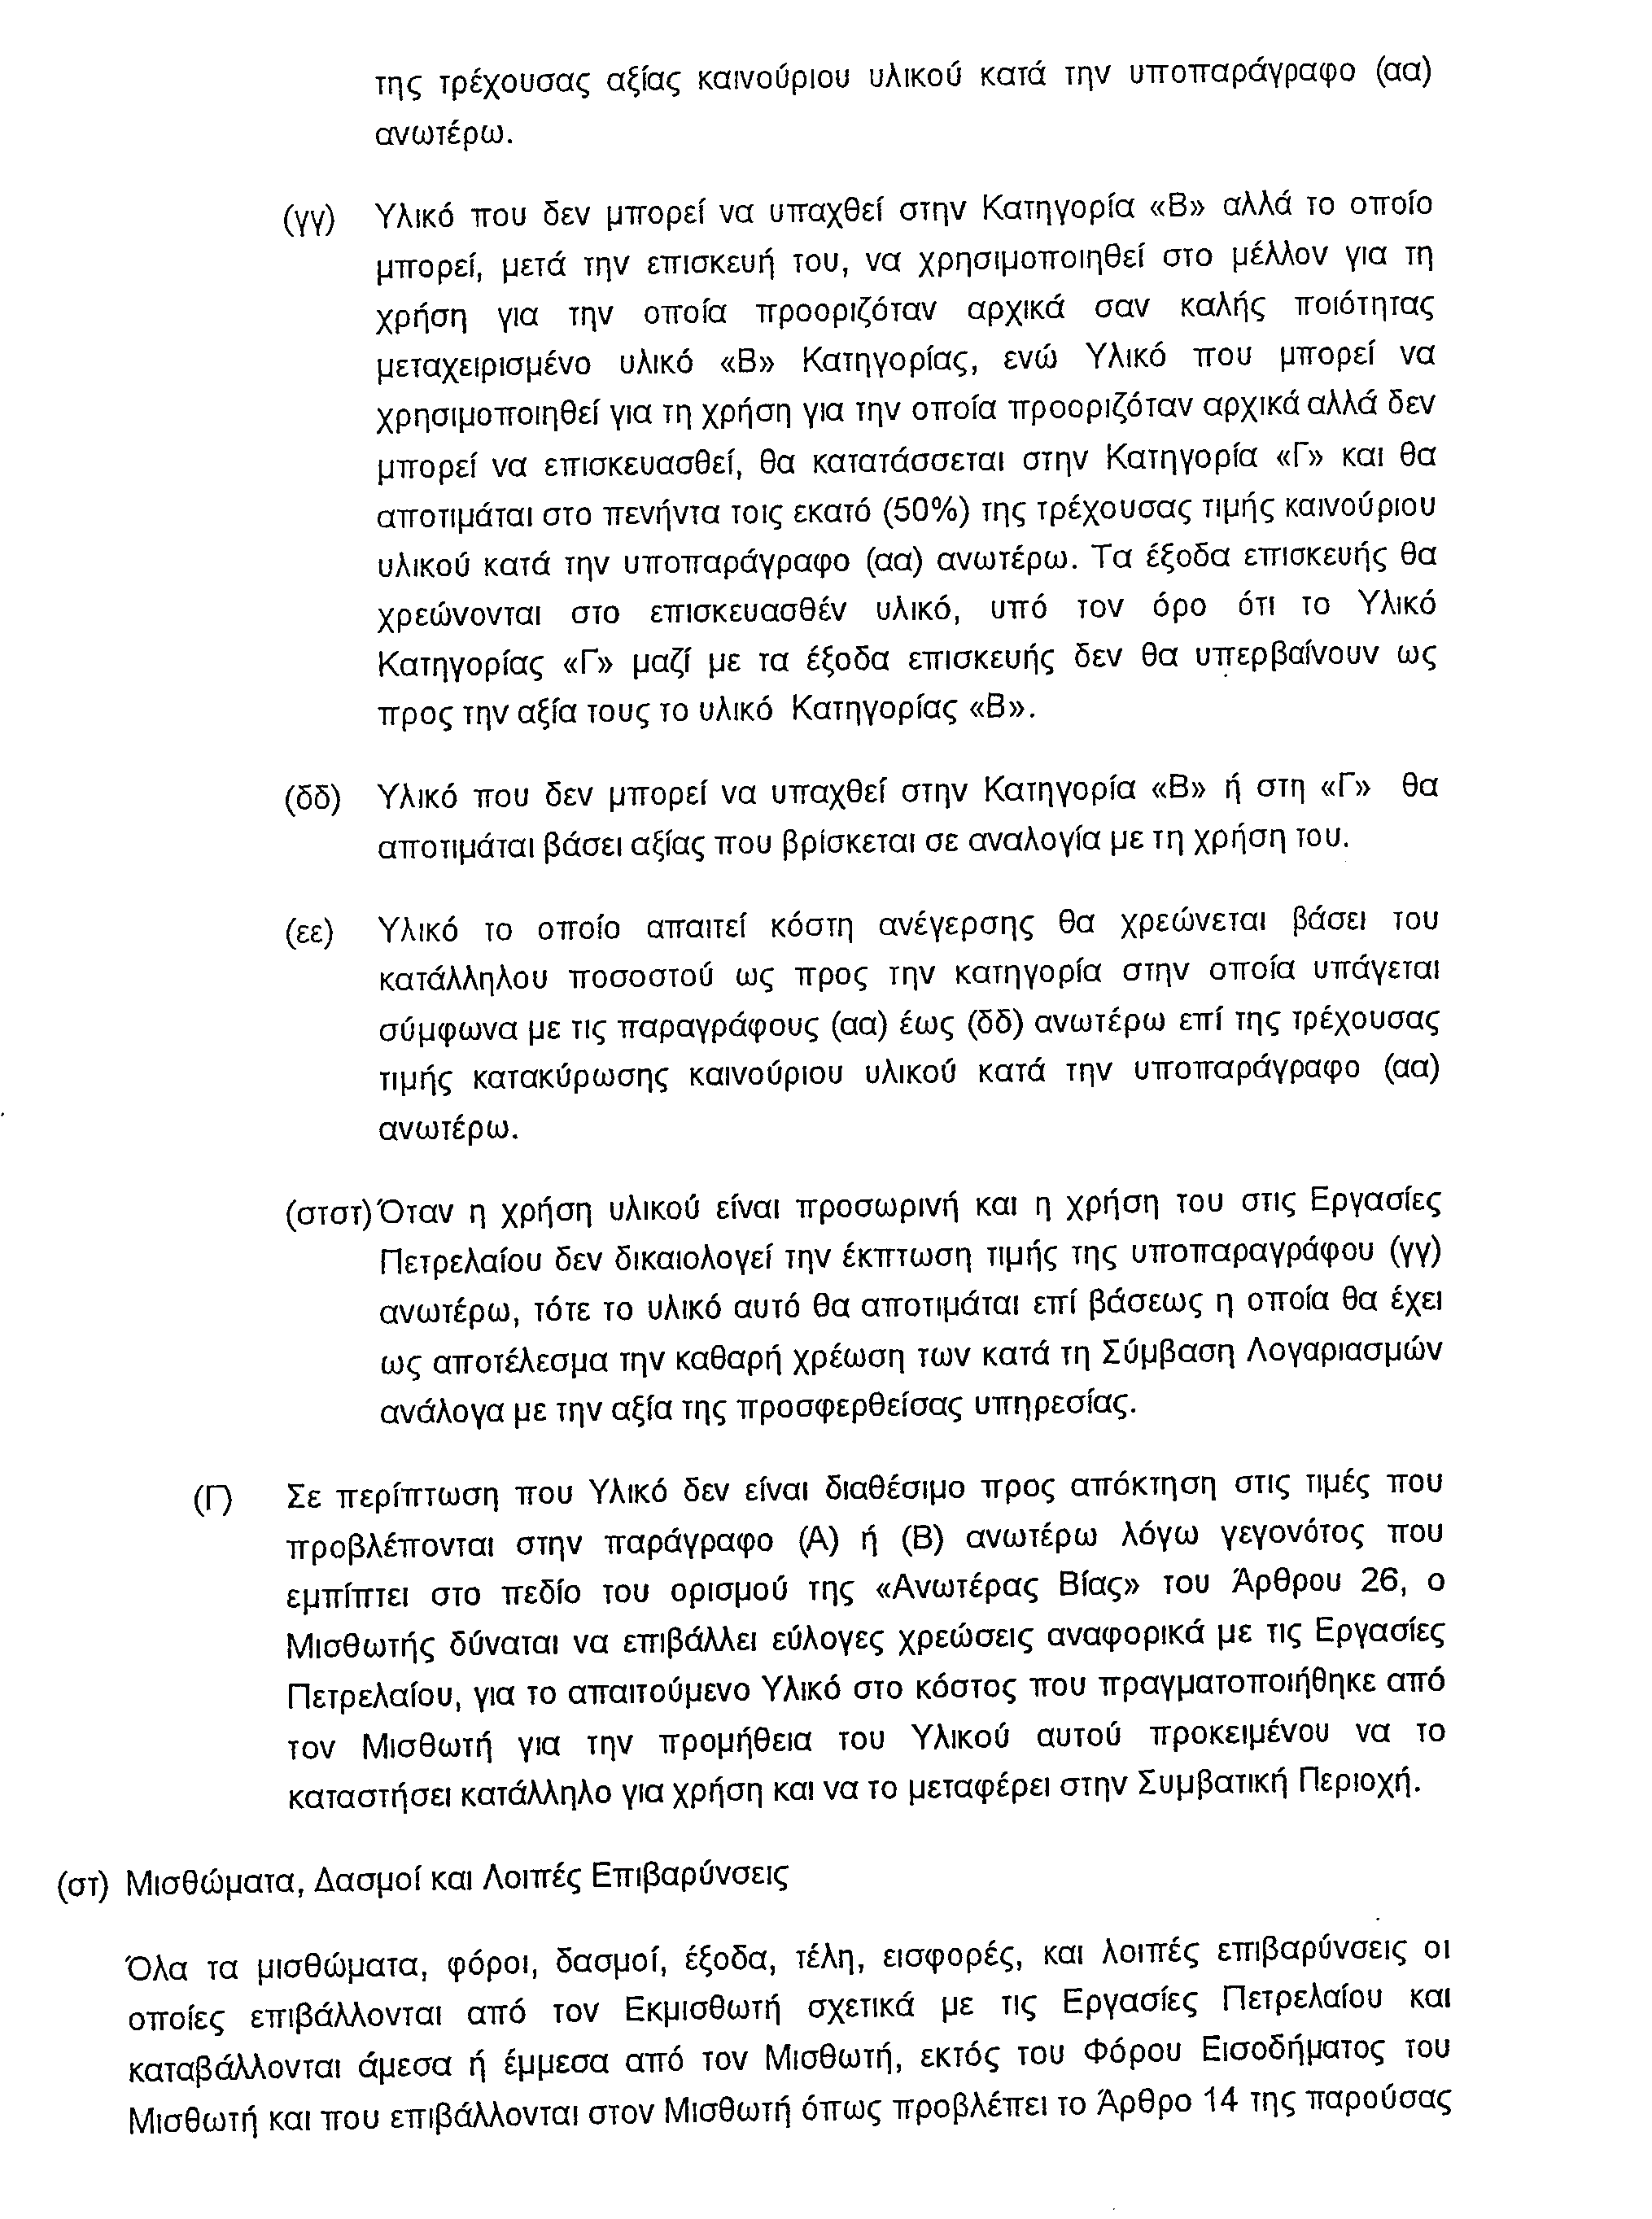 της τρέχουσας αξίας καινούριου υλικού κατά την υποπαράγραφο (αα)
ανωτέρω.
(γγ) Υλικό που δεν μπορεί να υπαχθεί στην Κατηγορία «Β» αλλά το οποίο
μπορεί, μετά την επισκευή του, να χρησιμοποιηθεί στο μέλλον για τη
χρήση για την οποία προοριζόταν αρχικά σαν καλής ποιότητας
μεταχειρισμένο υλικό «Β» Κατηγορίας, ενώ Υλικό που μπορεί να
χρησιμοποιηθεί για τη χρήση για την οποία προοριζόταν αρχικά αλλά δεν
μπορεί να επισκευασθεί, θα κατατάσσεται στην Κατηγορία «Γ» και θα
αποτιμάται στο πενήντα τοις εκατό (50%) της τρέχουσας τιμής καινούριου
υλικού κατά την υποπαράγραφο (αα) ανωτέρω. Τα έξοδα επισκευής θα
χρεώνονται στο επισκευασθέν υλικό, υπό τον όρο ότι το Υλικό
Κατηγορίας «Γ» μαζί με τα έξοδα επισκευής δεν θα υπερβαίνουν ως
προς την αξία τους το υλικό Κατηγορίας «Β».
(δδ) Υλικό που δεν μπορεί να υπαχθεί στην Κατηγορία «Β» ή στη «Γ» θα
αποτιμάται βάσει αξίας που βρίσκεται σε αναλογία με τη χρήση του.
(εε) Υλικό το οποίο απαιτεί κόστη ανέγερσης θα χρεώνεται βάσει του
κατάλληλου ποσοστού ως προς την κατηγορία στην οποία υπάγεται
σύμφωνα με τις παραγράφους (αα) έως (δδ) ανωτέρω επί της τρέχουσας
τιμής κατακύρωσης καινούριου υλικού κατά την υποπαράγραφο (αα)
ανωτέρω.
(στστ) Όταν η χρήση υλικού είναι προσωρινή και η χρήση του στις Εργασίες
Πετρελαίου δεν δικαιολογεί την έκπτωση τιμής της υποπαραγράφου (γγ)
ανωτέρω, τότε το υλικό αυτό θα αποτιμάται επί βάσεως η οποία θα έχει
ως αποτέλεσμα την καθαρή χρέωση των κατά τη Σύμβαση Λογαριασμών
ανάλογα με την αξία της προσφερθείσας υπηρεσίας.
(Γ) Σε περίπτωση που Υλικό δεν είναι διαθέσιμο προς απόκτηση στις τιμές που
προβλέπονται στην παράγραφο (Α) ή (Β) ανωτέρω λόγω γεγονότος που
εμπίπτει στο πεδίο του ορισμού της «Ανωτέρας Βίας» του Άρθρου 26, ο
Μισθωτής δύναται να επιβάλλει εύλογες χρεώσεις αναφορικά με τις Εργασίες
Πετρελαίου, για το απαιτούμενο Υλικό στο κόστος που πραγματοποιήθηκε από
τον Μισθωτή για την προμήθεια του Υλικού αυτού προκειμένου να το
καταστήσει κατάλληλο για χρήση και να το μεταφέρει στην Συμβατική Περιοχή.
(στ) Μισθώματα, Δασμοί και Λοιπές Επιβαρύνσεις
Όλα τα μισθώματα, φόροι, δασμοί, έξοδα, τέλη, εισφορές, και λοιπές επιβαρύνσεις οι
οποίες επιβάλλονται από τον Εκμισθωτή σχετικά με τις Εργασίες Πετρελαίου και
καταβάλλονται άμεσα ή έμμεσα από τον Μισθωτή, εκτός του Φόρου Εισοδήματος του
Μισθωτή και που επιβάλλονται στον Μισθωτή όπως προβλέπει το Άρθρο 14 της παρούσας